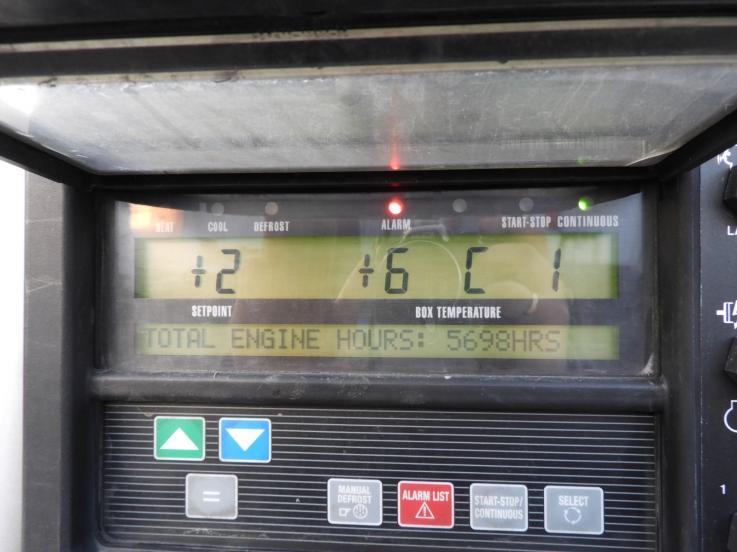 HEAT COOL DEFROST ALARM START-STOP CONTINUOUS
+2 +6 C 1
SETPOINT BOX TEMPERATURE
TOTAL ENGINE HOURS: 5698HRS
=
MANUAL DEFROST
ALARM LIST
START-STOP/ CONTINUOUS
SELECT
1